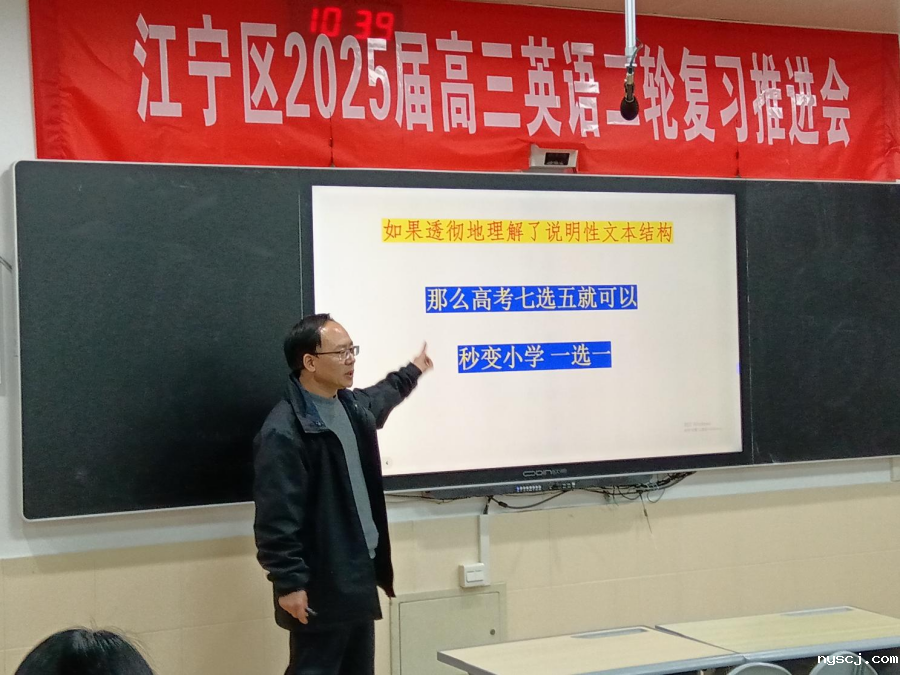 10 39
江宁区2025届高三英语二轮复习推进会
如果透彻地理解了说明性文本结构
那么高考七选五就可以
秒变小学 一选一
nyscj.com